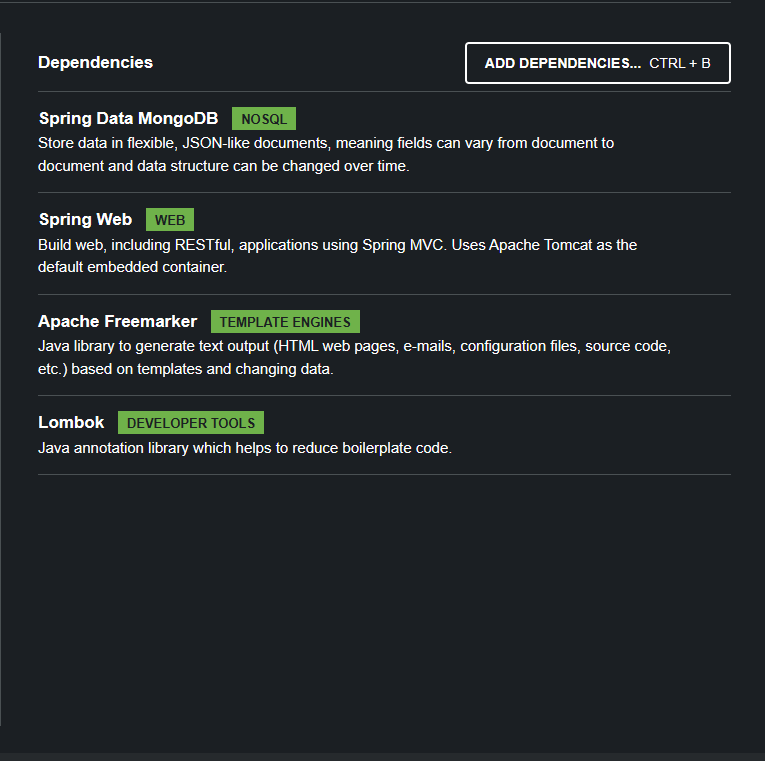 Dependencies
ADD DEPENDENCIES... CTRL + B
Spring Data MongoDB NOSQL
Store data in flexible, JSON-like documents, meaning fields can vary from document to
document and data structure can be changed over time.
Spring Web WEB
Build web, including RESTful, applications using Spring MVC. Uses Apache Tomcat as the
default embedded container.
Apache Freemarker TEMPLATE ENGINES
Java library to generate text output (HTML web pages, e-mails, configuration files, source code,
etc.) based on templates and changing data.
Lombok DEVELOPER TOOLS
Java annotation library which helps to reduce boilerplate code.